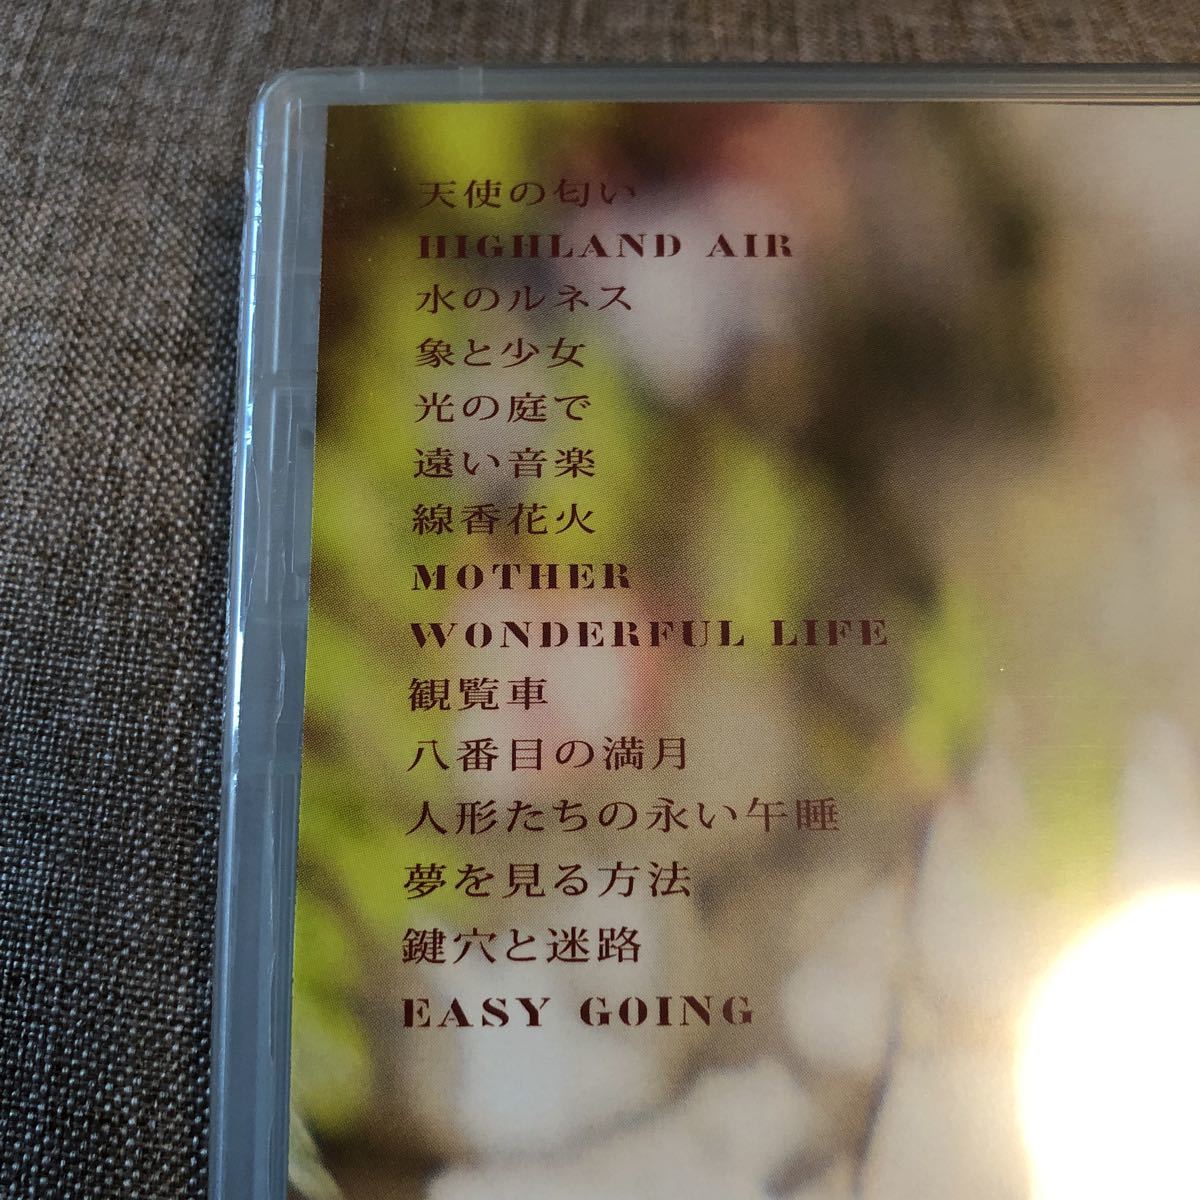 天使の匂い
HIGHLAND AIR
水のルネス
象と少女
光の庭で
遠い音楽
線香花火
MOTHER
WONDERFUL LIFE
観覧車
八番目の満月
人形たちの永い午睡
夢を見る方法
鍵穴と迷路
EASY GOING